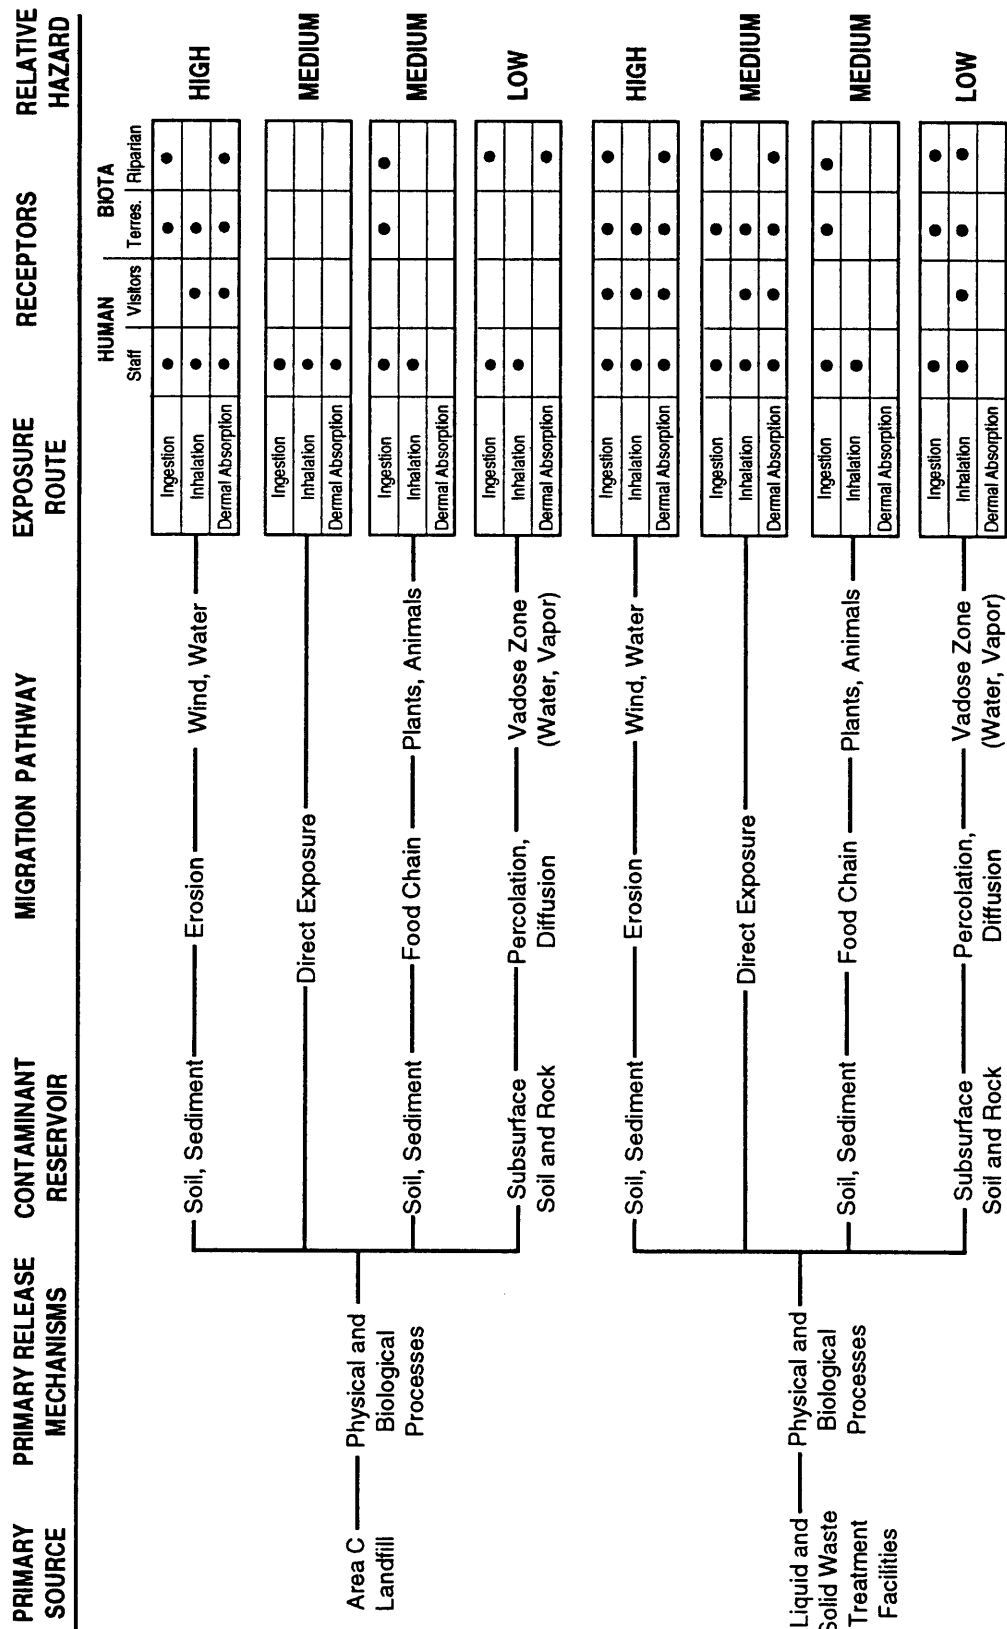 PRIMARY SOURCE
PRIMARY RELEASE MECHANISMS
CONTAMINANT RESERVOIR
MIGRATION PATHWAY
EXPOSURE ROUTE
RECEPTORS
RELATIVE HAZARD
HUMAN
BIOTA
Staff
Visitors
Terres.
Riparian
Area C
Landfill
Physical and
Biological
Processes
Soil, Sediment
Erosion
Wind, Water
Ingestion
Inhalation
Dermal Absorption
HIGH
Direct Exposure
Ingestion
Inhalation
Dermal Absorption
MEDIUM
Soil, Sediment
Food Chain
Plants, Animals
Ingestion
Inhalation
Dermal Absorption
MEDIUM
Subsurface
Soil and Rock
Percolation,
Diffusion
Vadose Zone
(Water, Vapor)
Ingestion
Inhalation
Dermal Absorption
LOW
Liquid and
Solid Waste
Treatment
Facilities
Physical and
Biological
Processes
Soil, Sediment
Erosion
Wind, Water
Ingestion
Inhalation
Dermal Absorption
HIGH
Direct Exposure
Ingestion
Inhalation
Dermal Absorption
MEDIUM
Soil, Sediment
Food Chain
Plants, Animals
Ingestion
Inhalation
Dermal Absorption
MEDIUM
Subsurface
Soil and Rock
Percolation,
Diffusion
Vadose Zone
(Water, Vapor)
Ingestion
Inhalation
Dermal Absorption
LOW